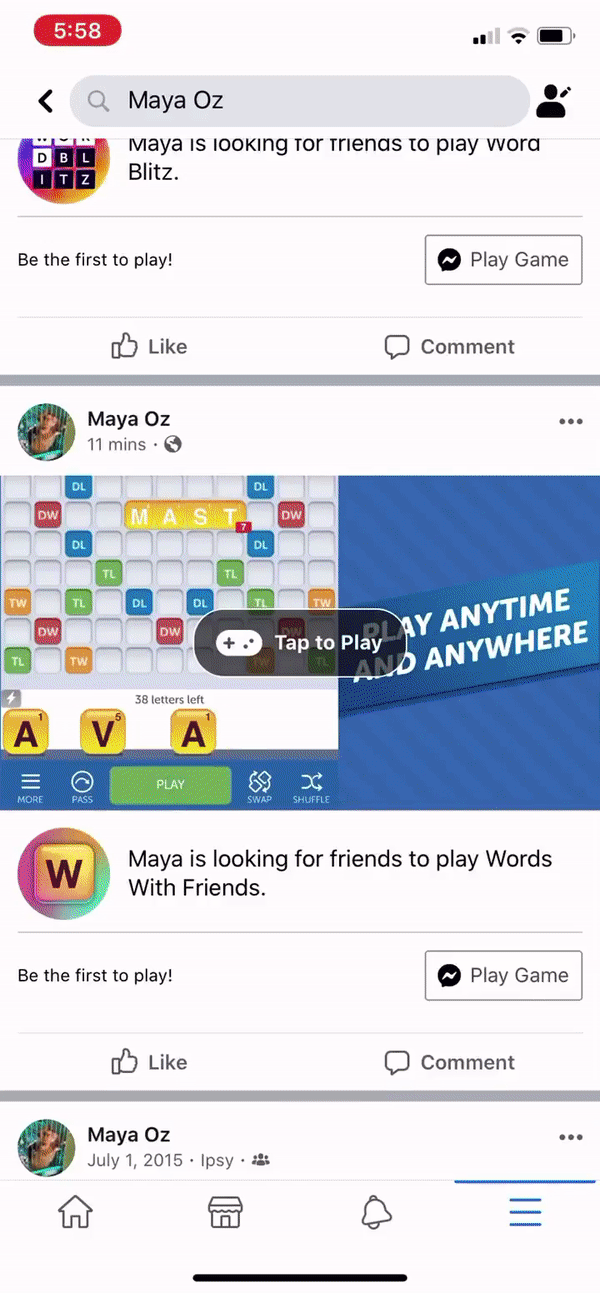 5:58
Maya Oz
D B L
I T Z
Maya is looking for friends to play Word
Blitz.
Be the first to play!
Play Game
Like
Comment
Maya Oz
11 mins ·
DL DL
DW M A S T 7 DW
DL DL
TL TL
TW TL DL DL TL TW
DW DW DW
TL TW TW TL
Tap to Play
PLAY ANYTIME
AND ANYWHERE
38 letters left
A 1 V 5 A 1
PLAY
MORE PASS SWAP SHUFFLE
W
Maya is looking for friends to play Words
With Friends.
Be the first to play!
Play Game
Like
Comment
Maya Oz
July 1, 2015 · Ipsy ·